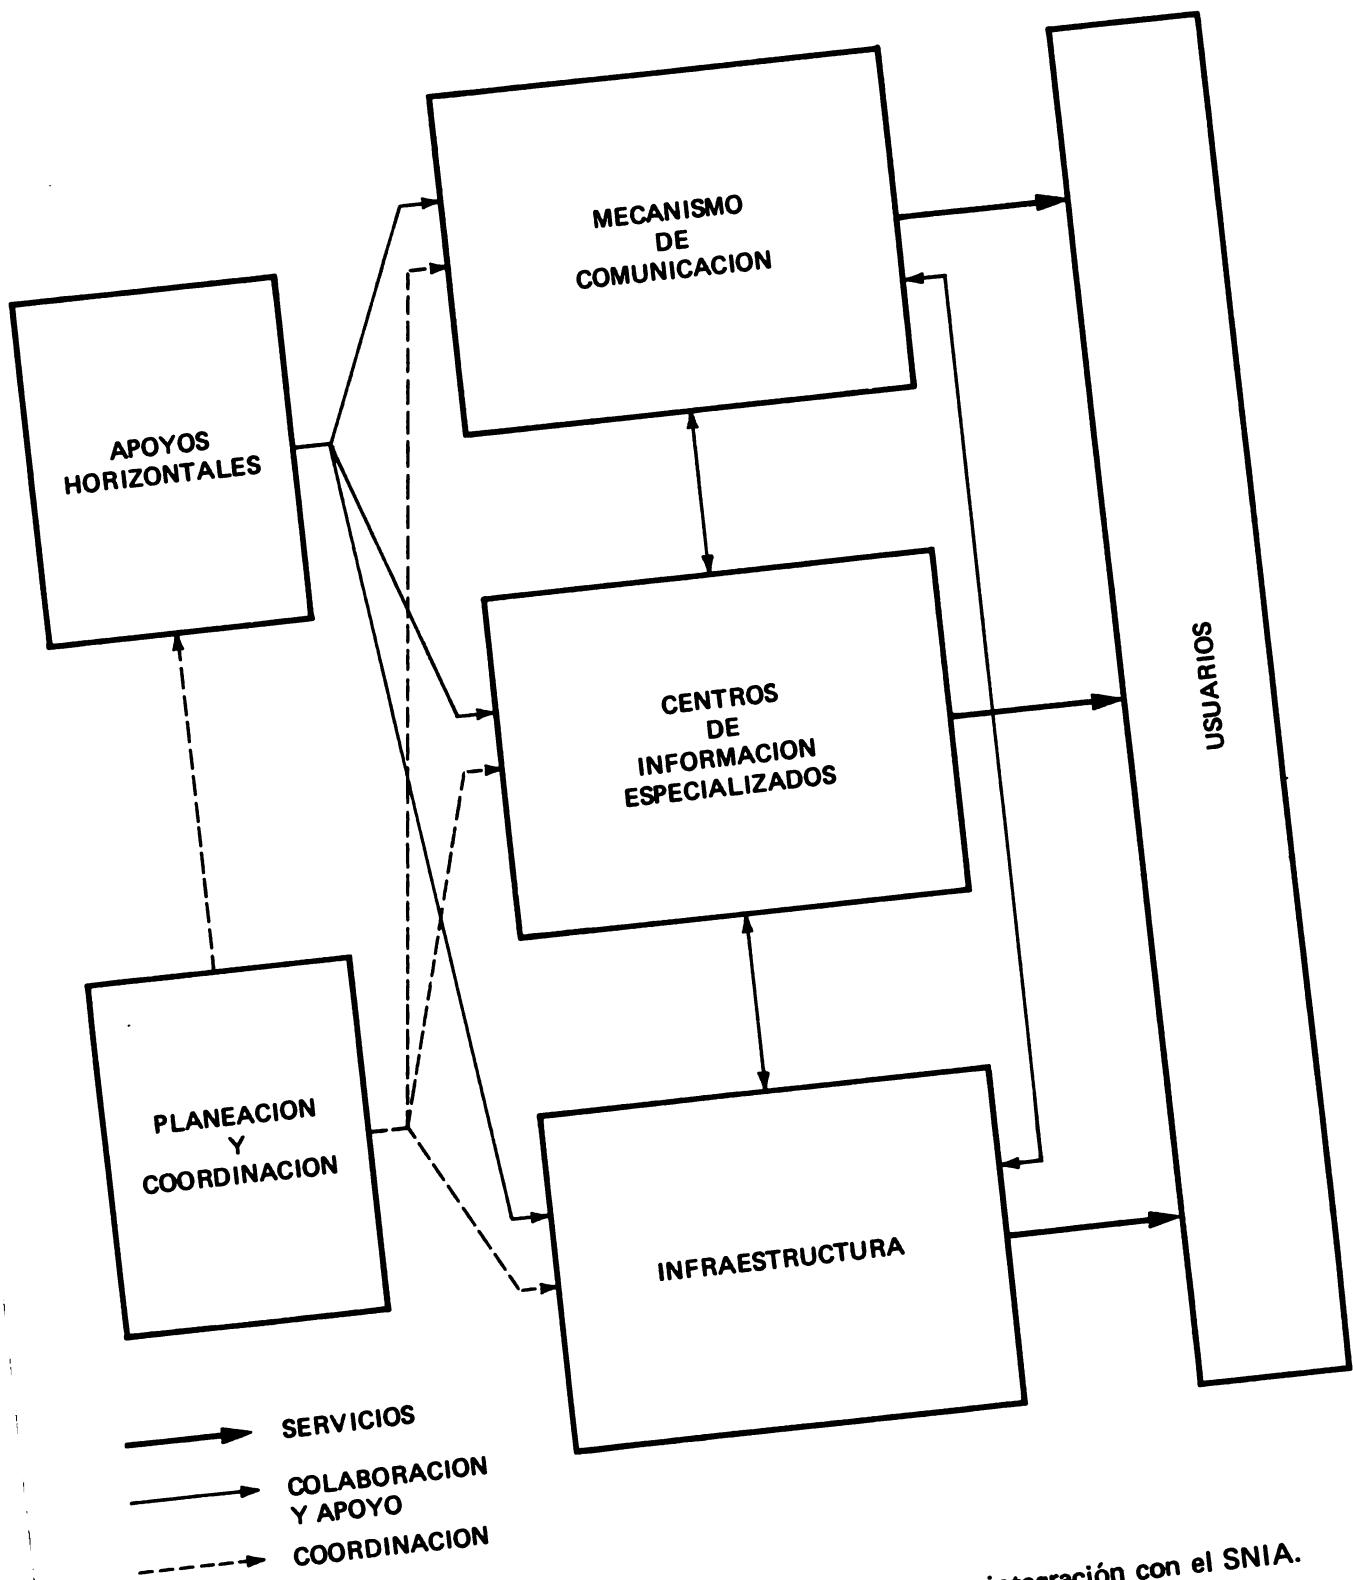 MECANISMO
DE
COMUNICACION
APOYOS
HORIZONTALES
CENTROS
DE
INFORMACION
ESPECIALIZADOS
USUARIOS
PLANEACION
Y
COORDINACION
INFRAESTRUCTURA
SERVICIOS
COLABORACION
Y APOYO
COORDINACION
integración con el SNIA.